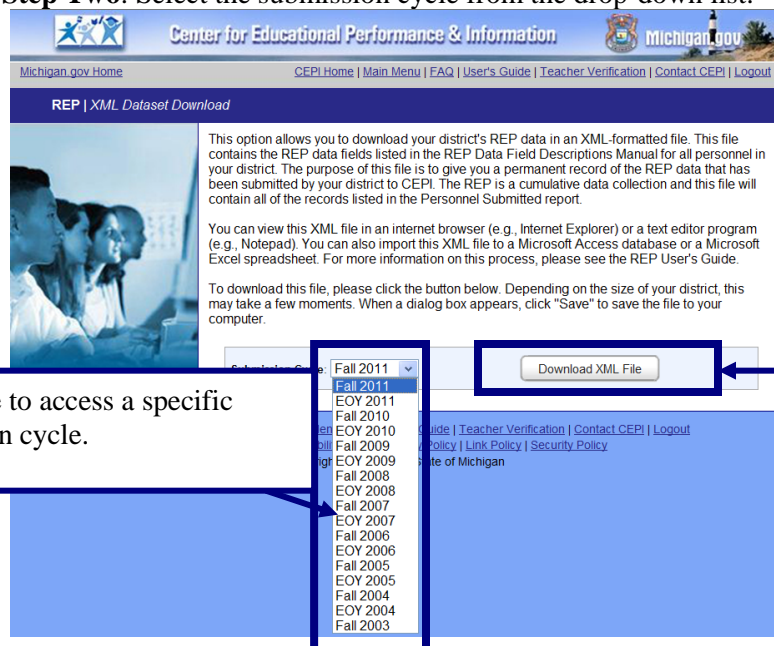 Step Two: Select the submission cycle from the drop-down list.
Center for Educational Performance & Information
Michigan.gov
Michigan.gov Home
CEPI Home | Main Menu | FAQ | User's Guide | Teacher Verification | Contact CEPI | Logout
REP | XML Dataset Download
This option allows you to download your district's REP data in an XML-formatted file. This file
contains the REP data fields listed in the REP Data Field Descriptions Manual for all personnel in
your district. The purpose of this file is to give you a permanent record of the REP data that has
been submitted by your district to CEPI. The REP is a cumulative data collection and this file will
contain all of the records listed in the Personnel Submitted report.
You can view this XML file in an internet browser (e.g., Internet Explorer) or a text editor program
(e.g., Notepad). You can also import this XML file to a Microsoft Access database or a Microsoft
Excel spreadsheet. For more information on this process, please see the REP User's Guide.
To download this file, please click the button below. Depending on the size of your district, this
may take a few moments. When a dialog box appears, click "Save" to save the file to your
computer.
Fall 2011
Download XML File
to access a specific
cycle.
Fall 2011
EOY 2011
Fall 2010
EOY 2010
Fall 2009
EOY 2009
Fall 2008
EOY 2008
Fall 2007
EOY 2007
Fall 2006
EOY 2006
Fall 2005
EOY 2005
Fall 2004
EOY 2004
Fall 2003
Guide | Teacher Verification | Contact CEPI | Logout
Policy | Link Policy | Security Policy
of Michigan